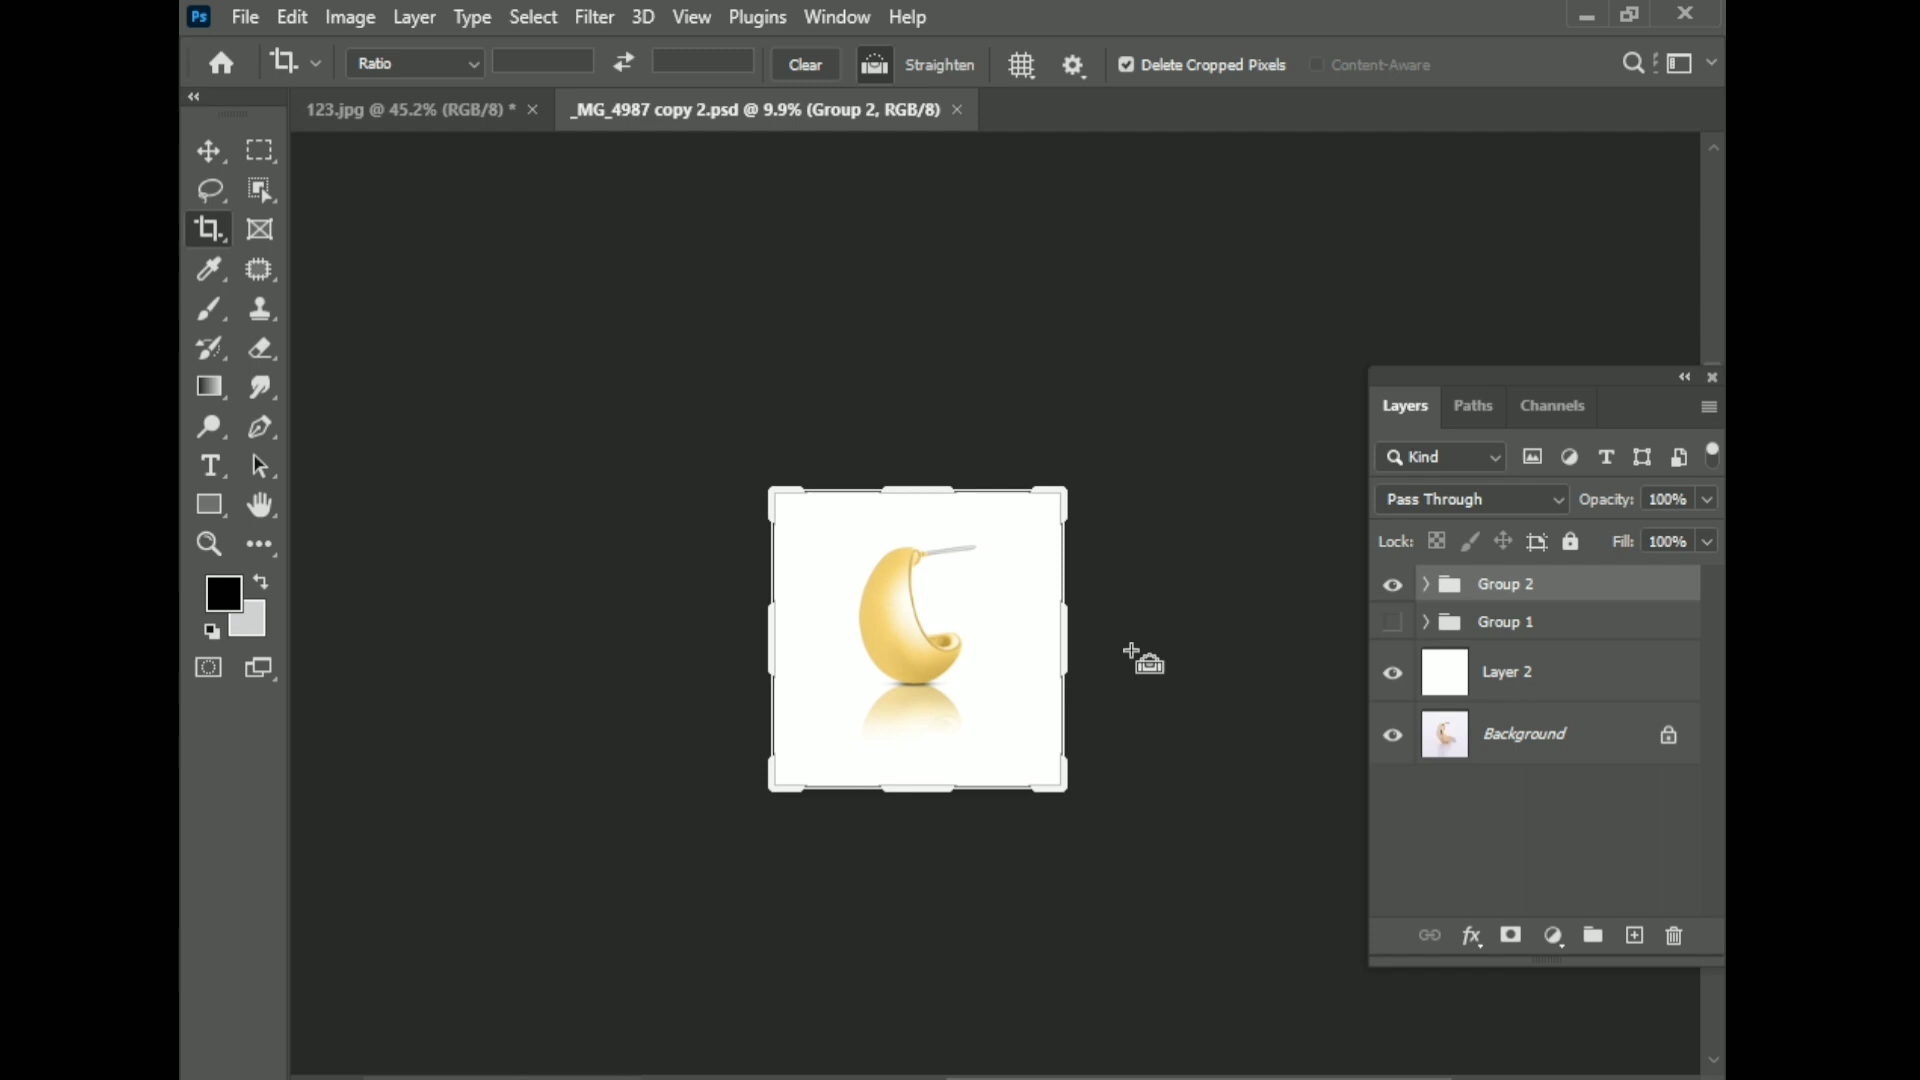 Ps File Edit Image Layer Type Select Filter 3D View Plugins Window Help
Ratio Clear Straighten Delete Cropped Pixels Content-Aware
123.jpg @ 45.2% (RGB/8) * _MG_4987 copy 2.psd @ 9.9% (Group 2, RGB/8)
Layers Paths Channels
Kind
Pass Through Opacity: 100%
Lock: Fill: 100%
Group 2
Group 1
Layer 2
Background